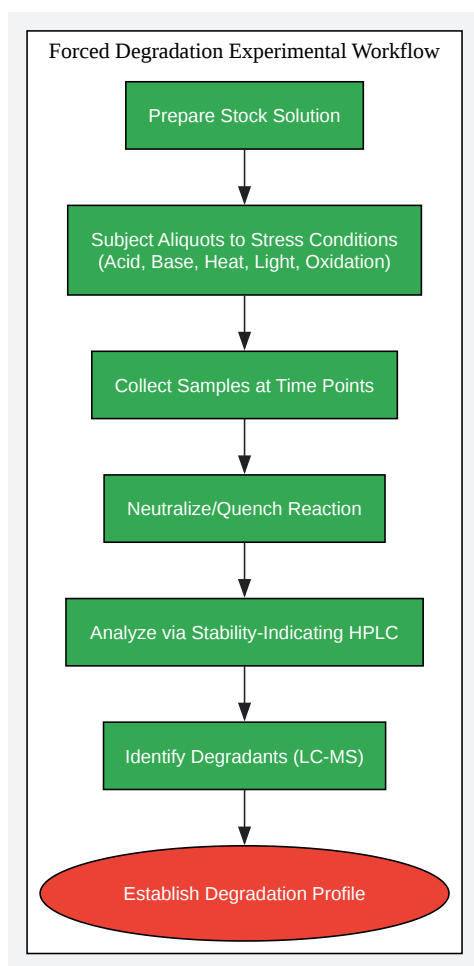 Forced Degradation Experimental Workflow
Prepare Stock Solution
Subject Aliquots to Stress Conditions
(Acid, Base, Heat, Light, Oxidation)
Collect Samples at Time Points
Neutralize/Quench Reaction
Analyze via Stability-Indicating HPLC
Identify Degradants (LC-MS)
Establish Degradation Profile